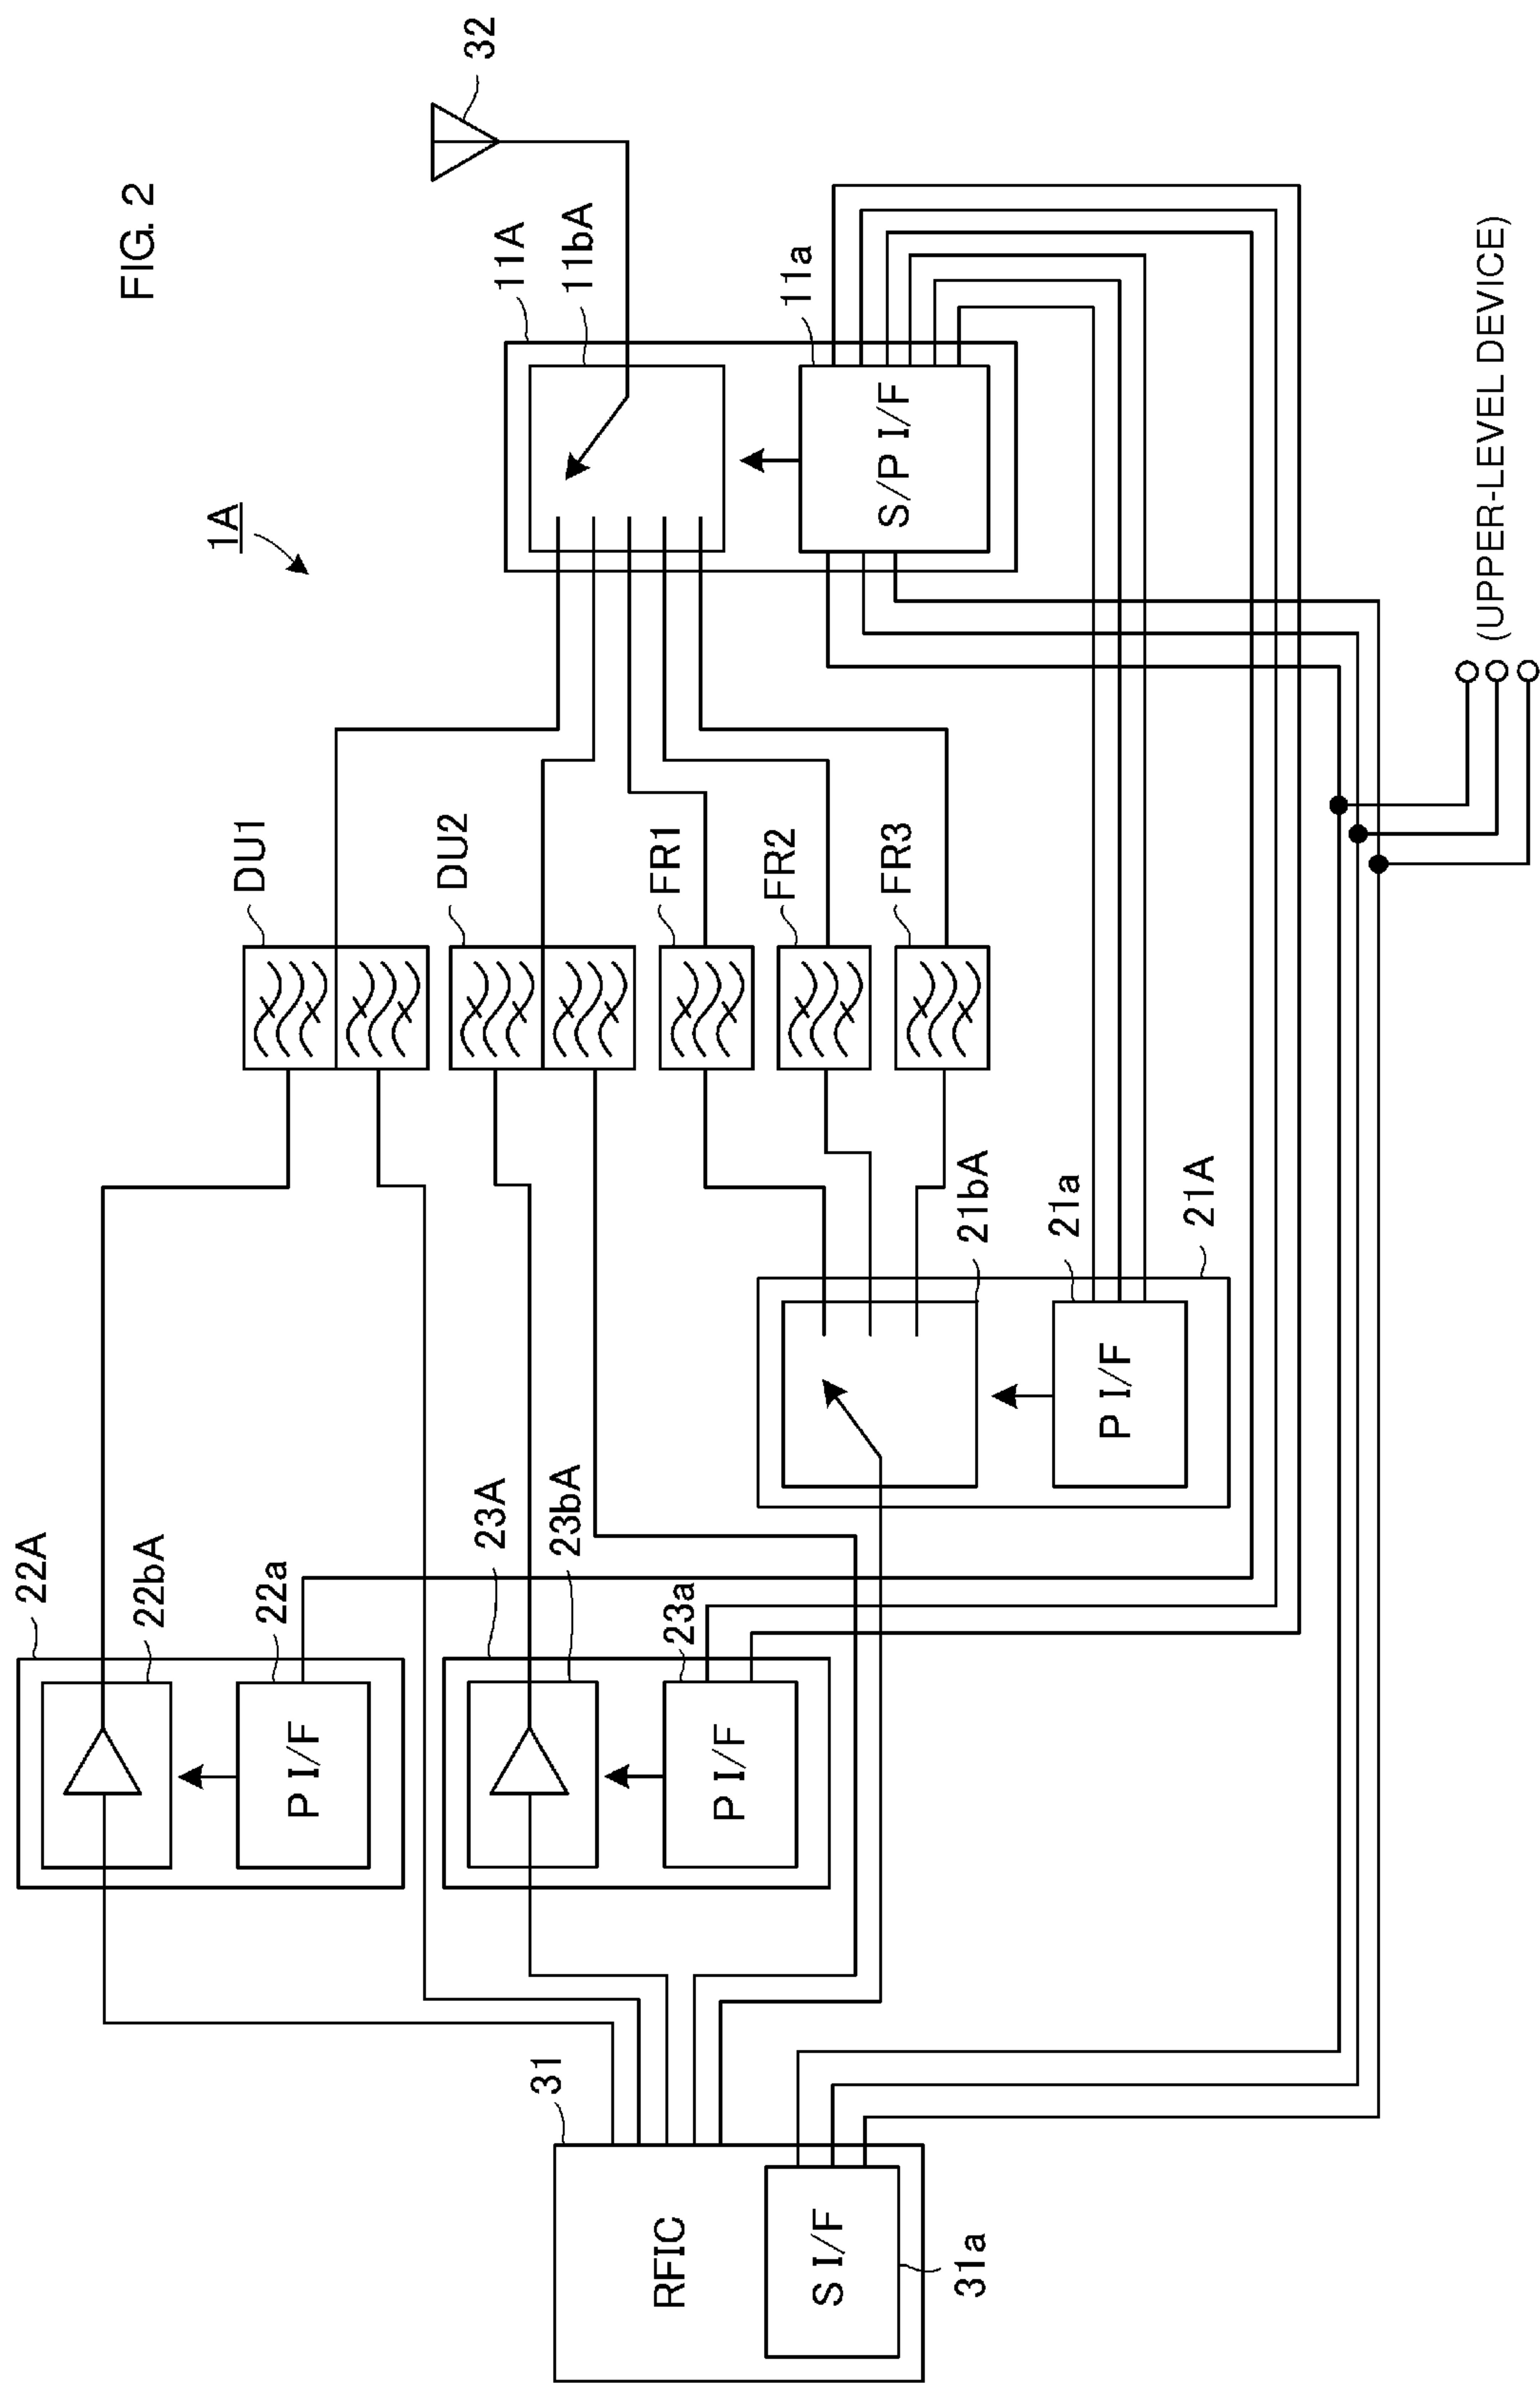 FIG. 2
1A
32
11A
11bA
11a
S/P I/F
DU1
DU2
FR1
FR2
FR3
22A
22bA
22a
P I/F
23A
23bA
23a
P I/F
21bA
21a
21A
P I/F
31
RFIC
S I/F
31a
(UPPER-LEVEL DEVICE)